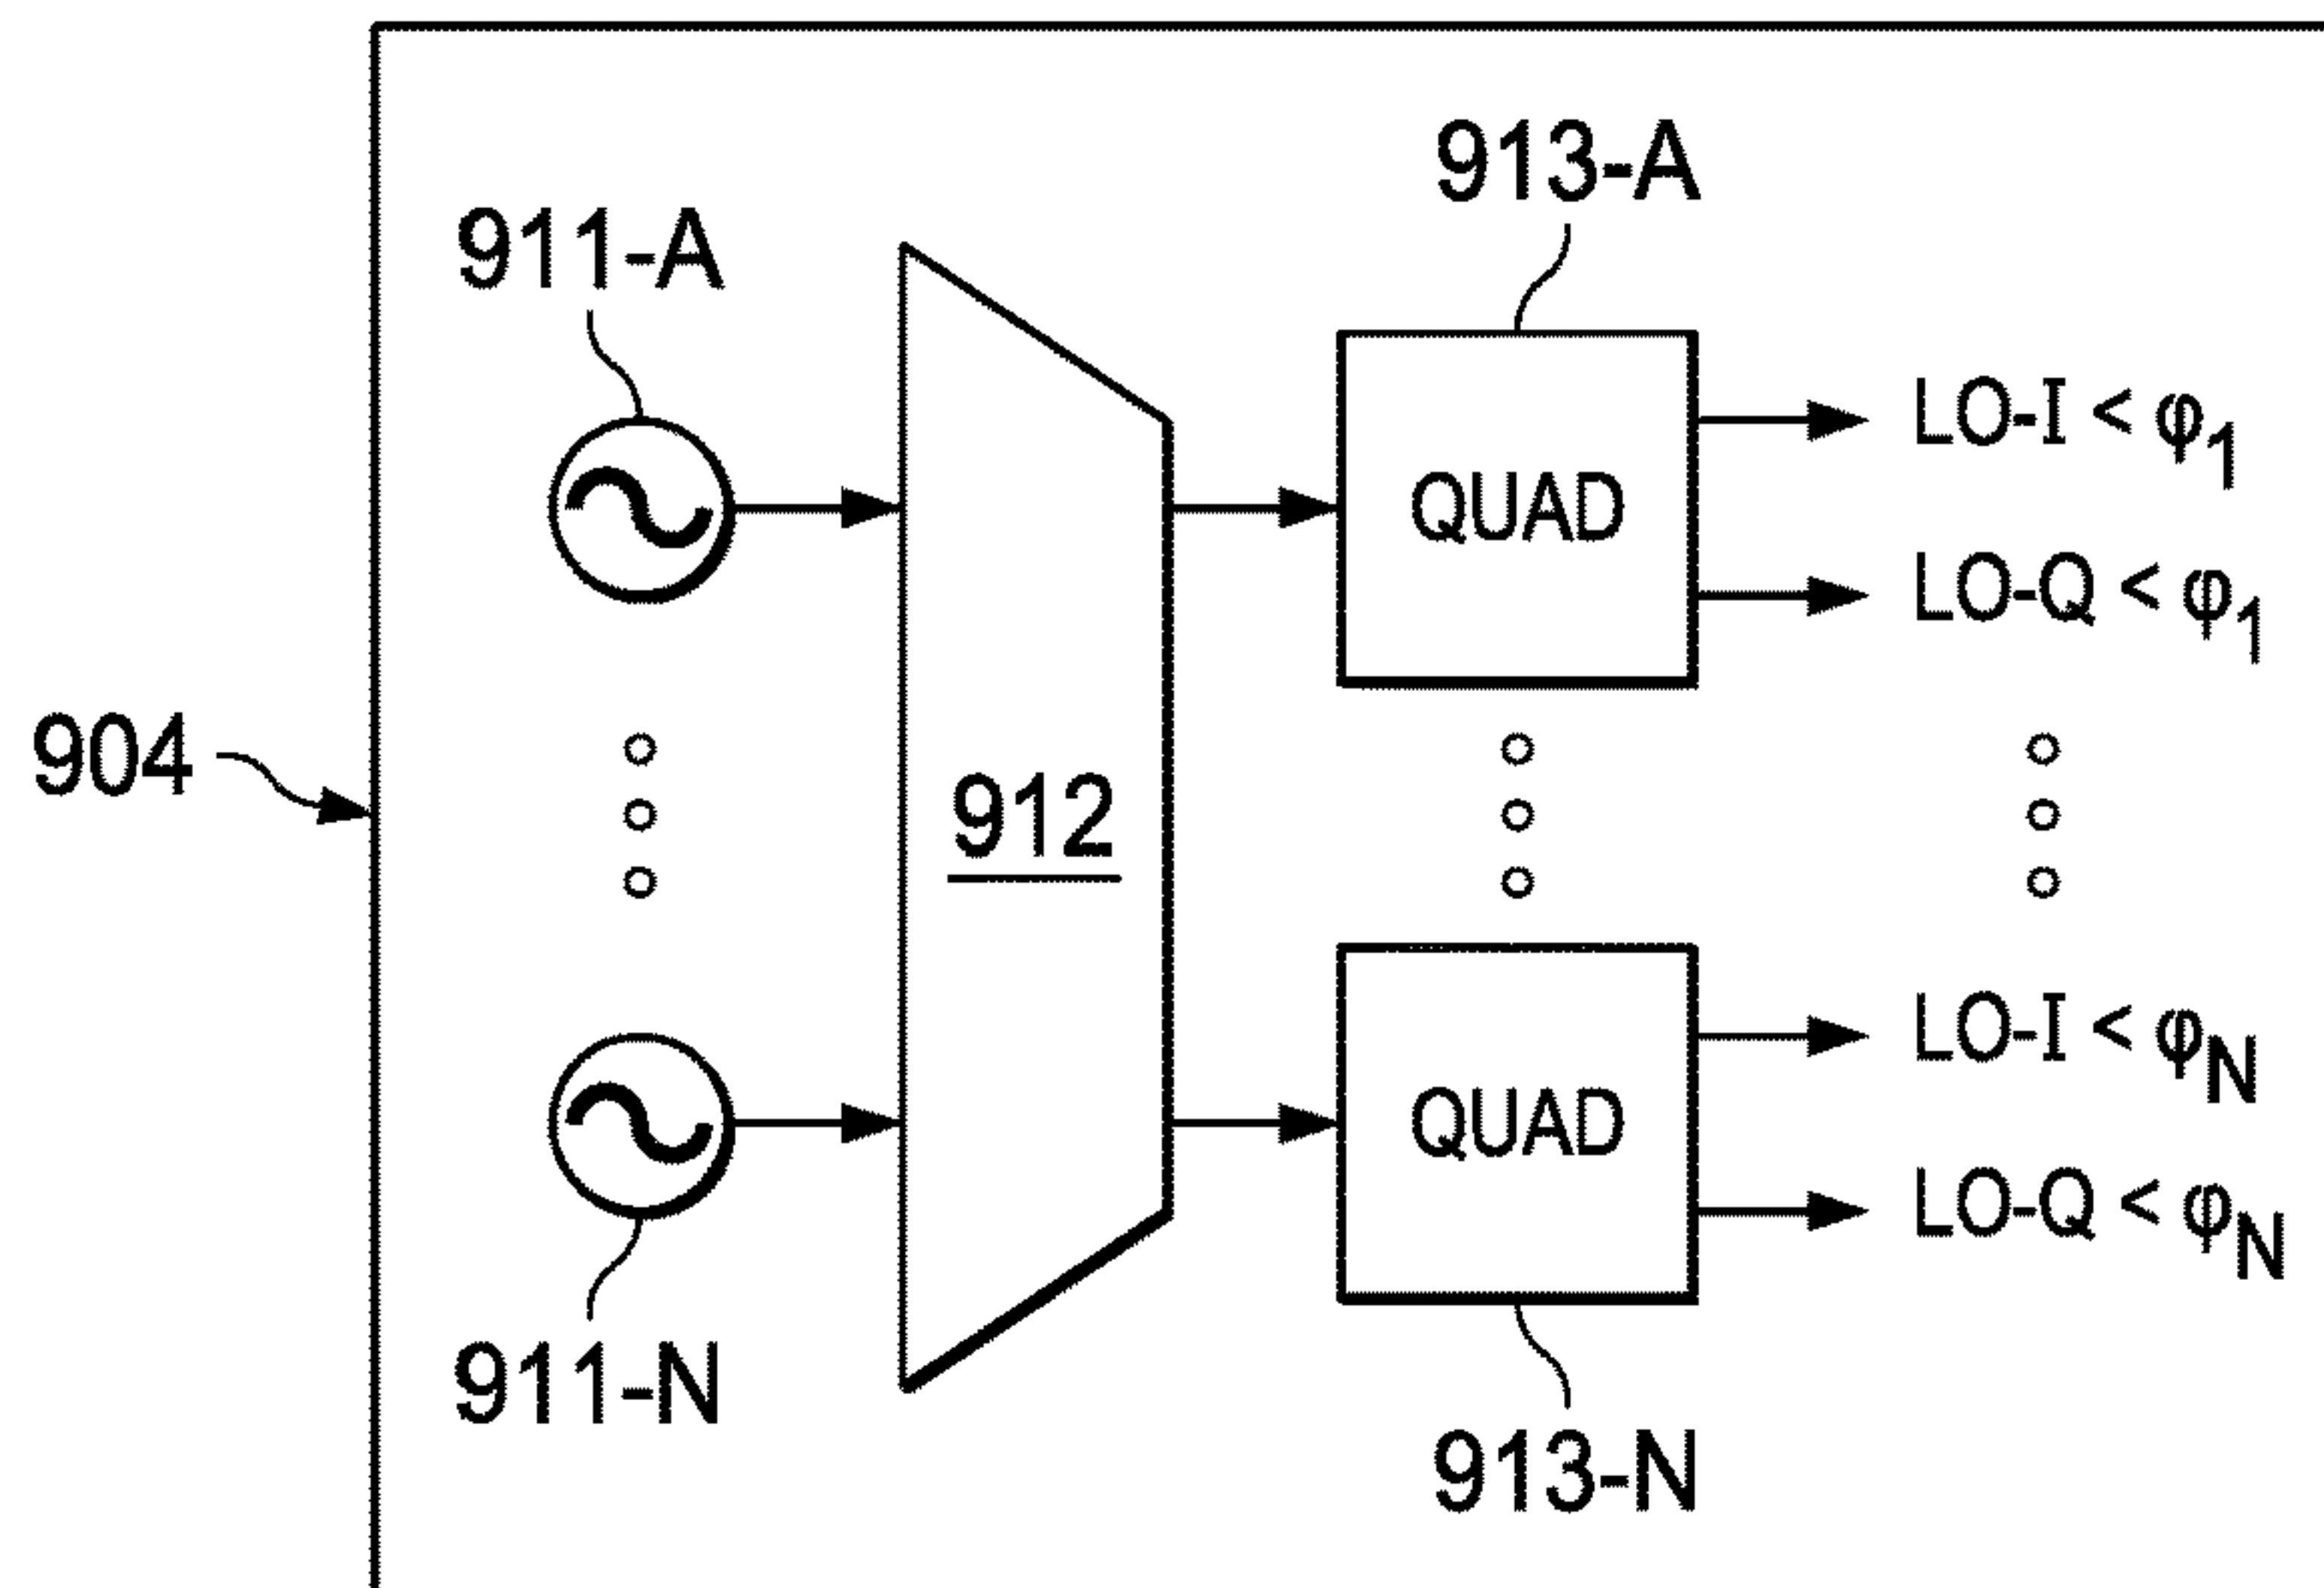 913-A
911-A
LO-I < φ1
QUAD
LO-Q < φ1
904
912
LO-I < φN
QUAD
LO-Q < φN
911-N
913-N